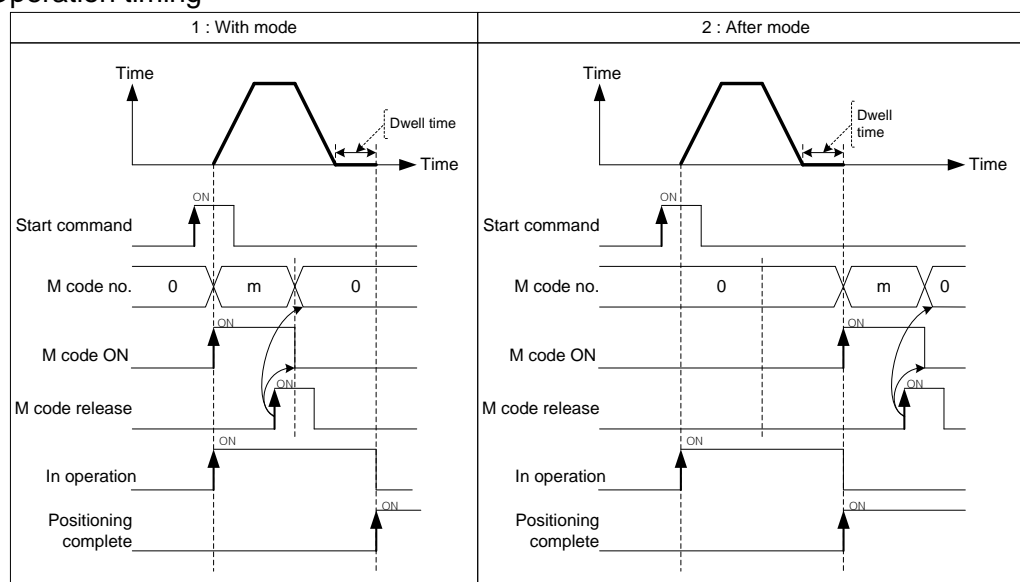 Operation timing
1 : With mode
2 : After mode
Time
Dwell time
Time
ON
Start command
M code no.
0
m
0
ON
M code ON
ON
M code release
ON
In operation
ON
Positioning
complete
Time
Dwell
time
Time
ON
Start command
M code no.
0
m
0
ON
M code ON
ON
M code release
ON
In operation
ON
Positioning
complete